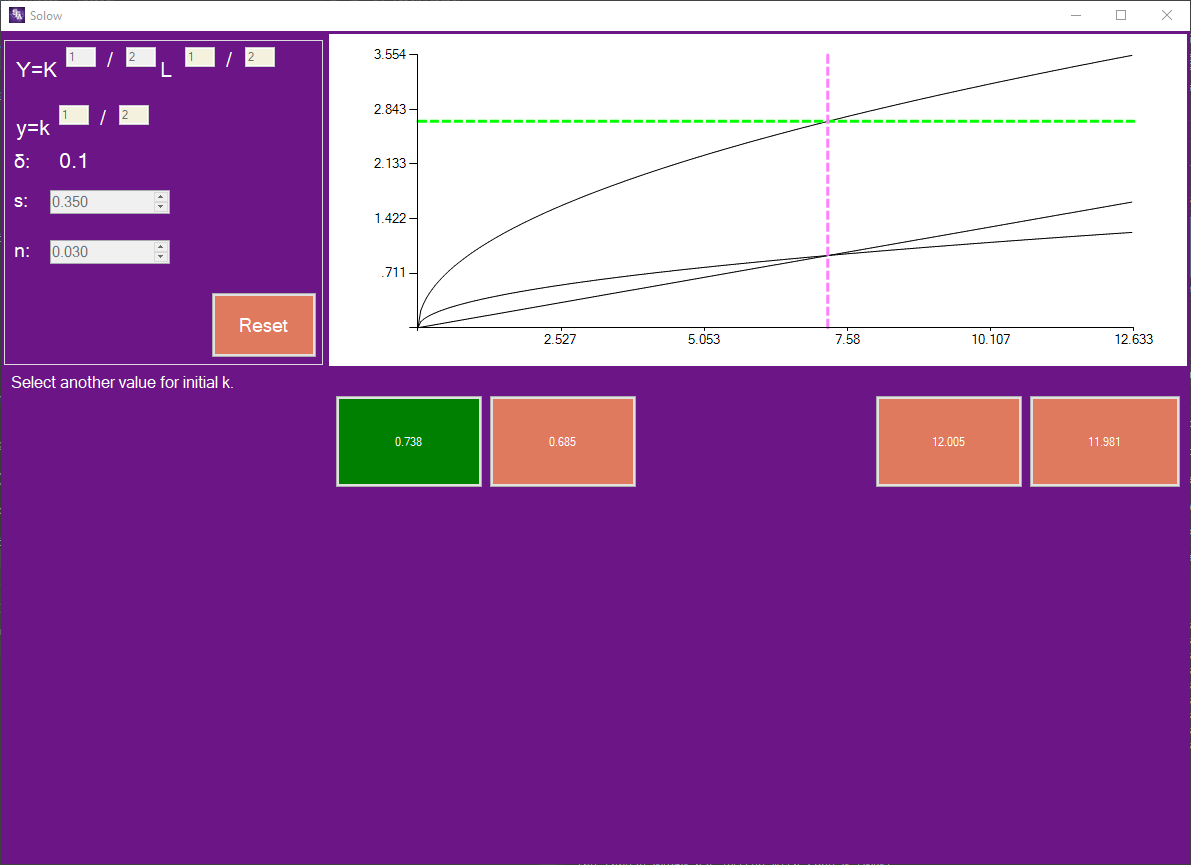 Solow
Y=K 1 / 2 L 1 / 2
y=k 1 / 2
δ: 0.1
s: 0.350
n: 0.030
Reset
3.554
2.843
2.133
1.422
.711
2.527 5.053 7.58 10.107 12.633
Select another value for initial k.
0.738 0.685 12.005 11.981